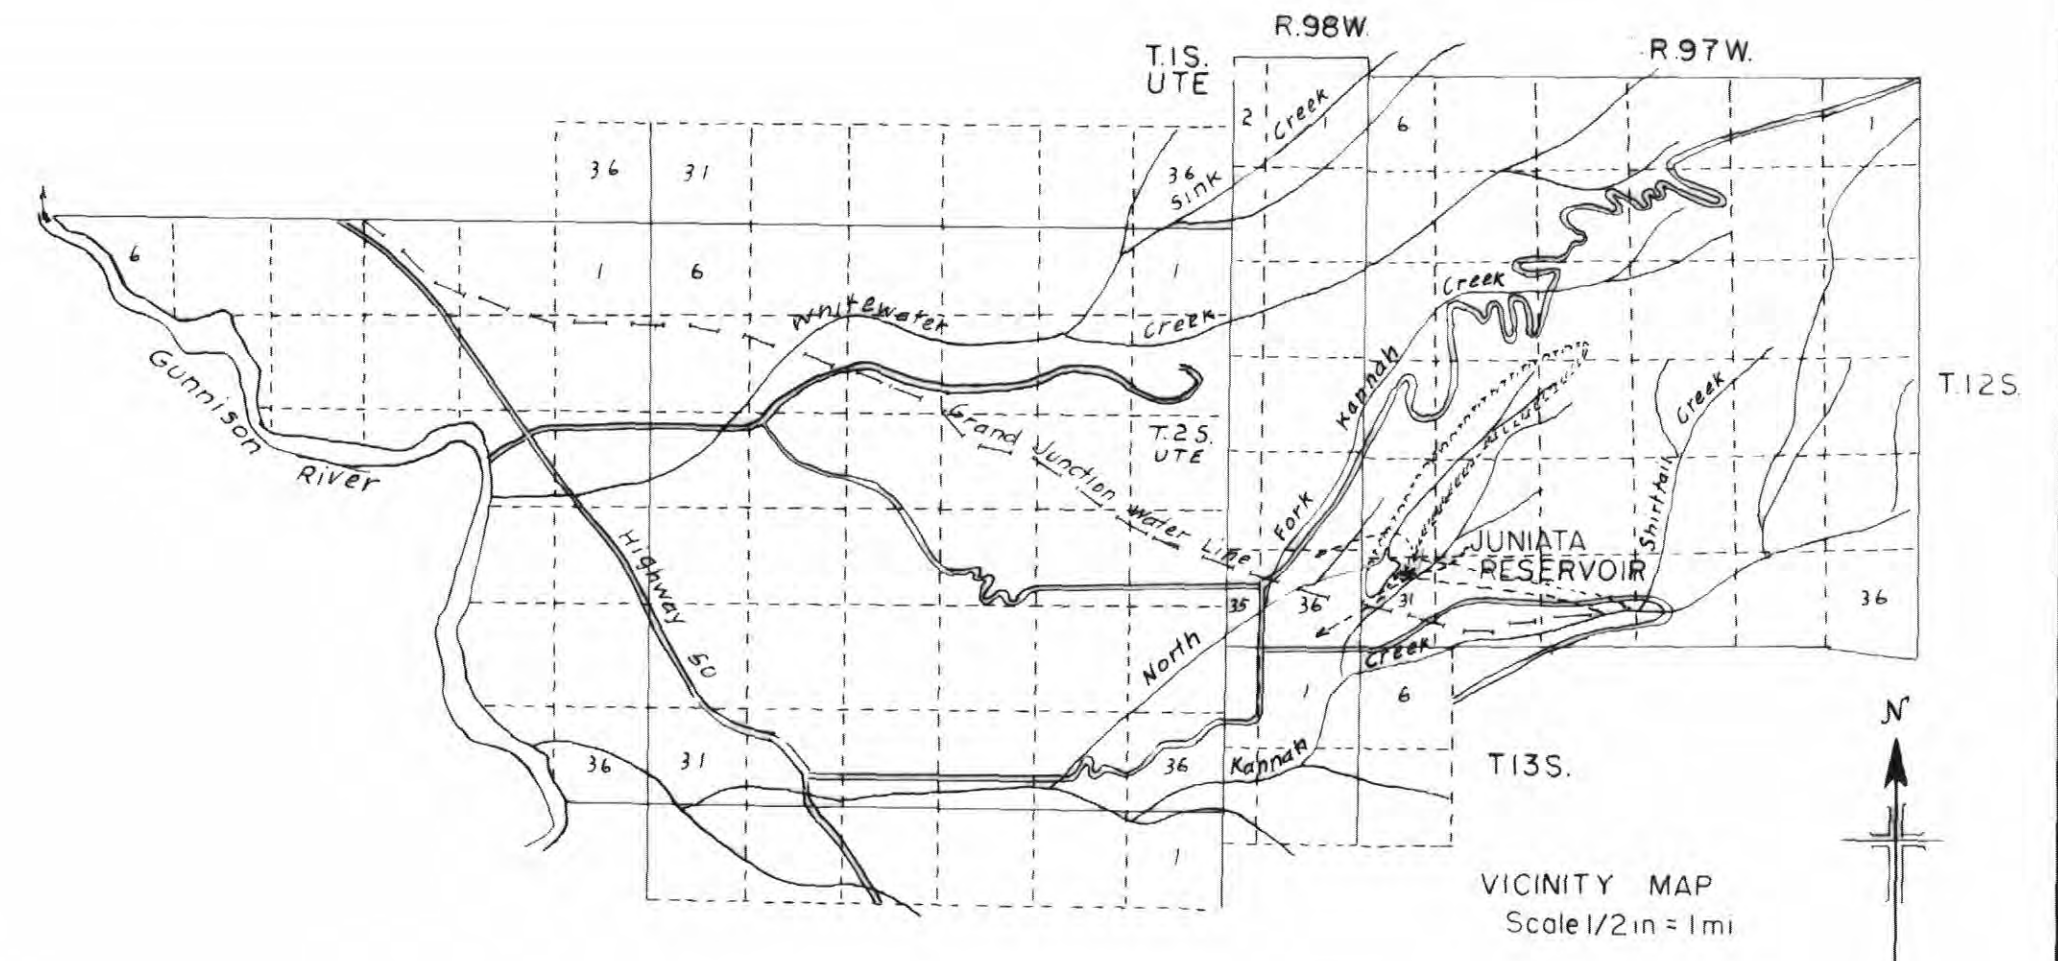 R.98W.
R.97W.
T.1S.
UTE
2
1
6
1
Creek
36
31
36
Sink
6
1
6
1
Creek
Whitewater
Creek
Kannah
Creek
T.12S.
Gunnison
River
Grand Junction Water Line
T.2S.
UTE
Fork
Shirttail
JUNIATA
RESERVOIR
Highway 50
35
36
31
36
North
Creek
1
6
N
36
31
36
Kannah
T.13S.
1
VICINITY MAP
Scale 1/2 in = 1 mi